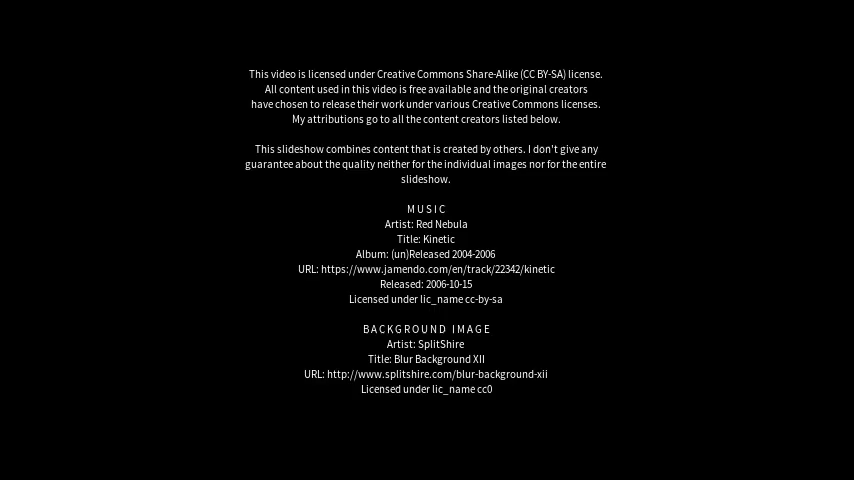 This video is licensed under Creative Commons Share-Alike (CC BY-SA) license.
All content used in this video is free available and the original creators
have chosen to release their work under various Creative Commons licenses.
My attributions go to all the content creators listed below.
This slideshow combines content that is created by others. I don't give any
guarantee about the quality neither for the individual images nor for the entire
slideshow.
MUSIC
Artist: Red Nebula
Title: Kinetic
Album: (un)Released 2004-2006
URL: https://www.jamendo.com/en/track/22342/kinetic
Released: 2006-10-15
Licensed under lic_name cc-by-sa
BACKGROUND IMAGE
Artist: SplitShire
Title: Blur Background XII
URL: http://www.splitshire.com/blur-background-xii
Licensed under lic_name cc0